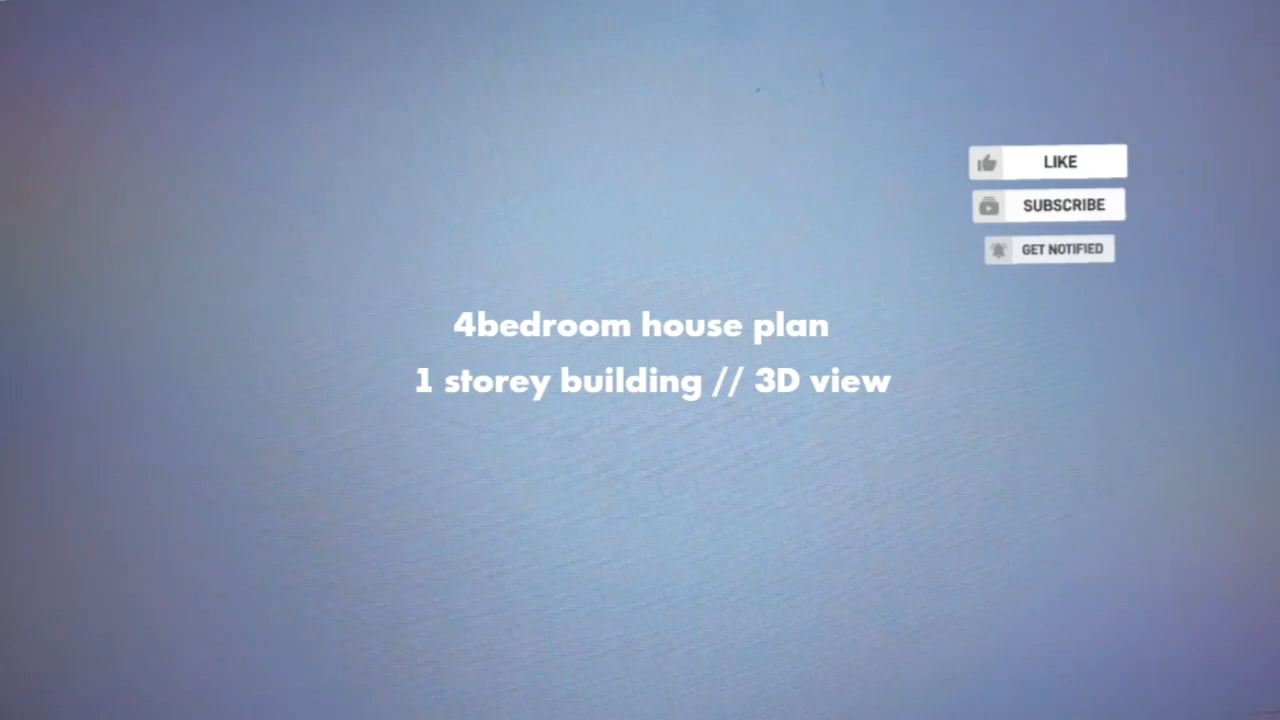 LIKE
SUBSCRIBE
GET NOTIFIED
4bedroom house plan
1 storey building // 3D view